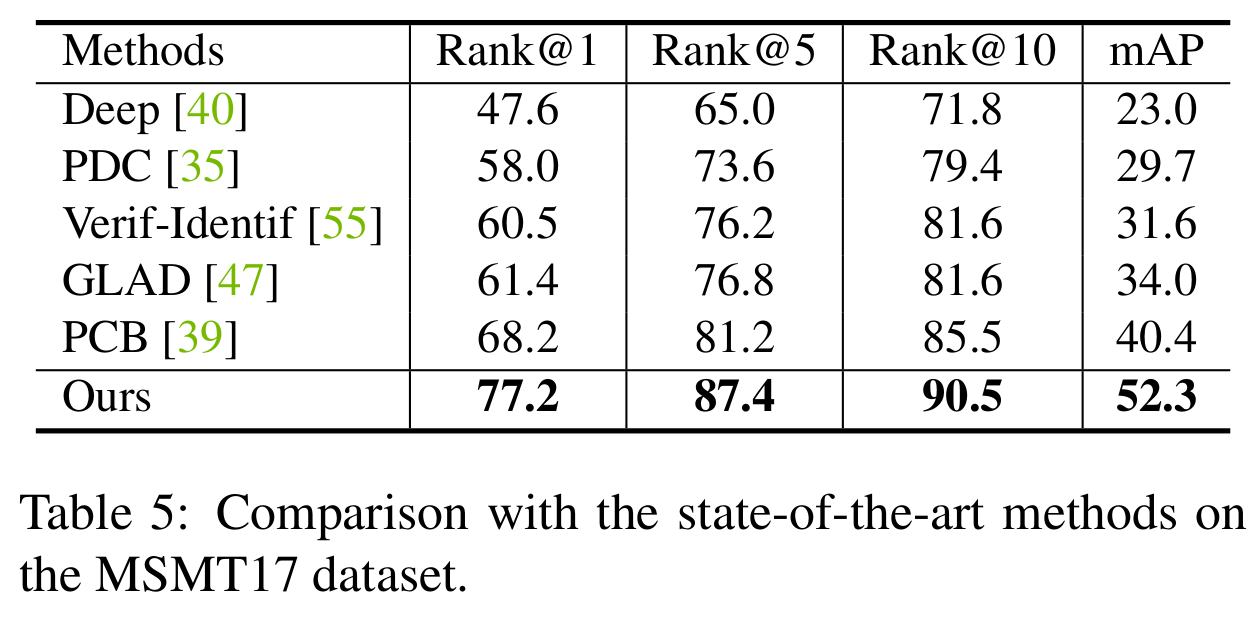 Methods Rank@1 Rank@5 Rank@10 mAP
Deep [40] 47.6 65.0 71.8 23.0
PDC [35] 58.0 73.6 79.4 29.7
Verif-Identif [55] 60.5 76.2 81.6 31.6
GLAD [47] 61.4 76.8 81.6 34.0
PCB [39] 68.2 81.2 85.5 40.4
Ours 77.2 87.4 90.5 52.3
Table 5: Comparison with the state-of-the-art methods on
the MSMT17 dataset.